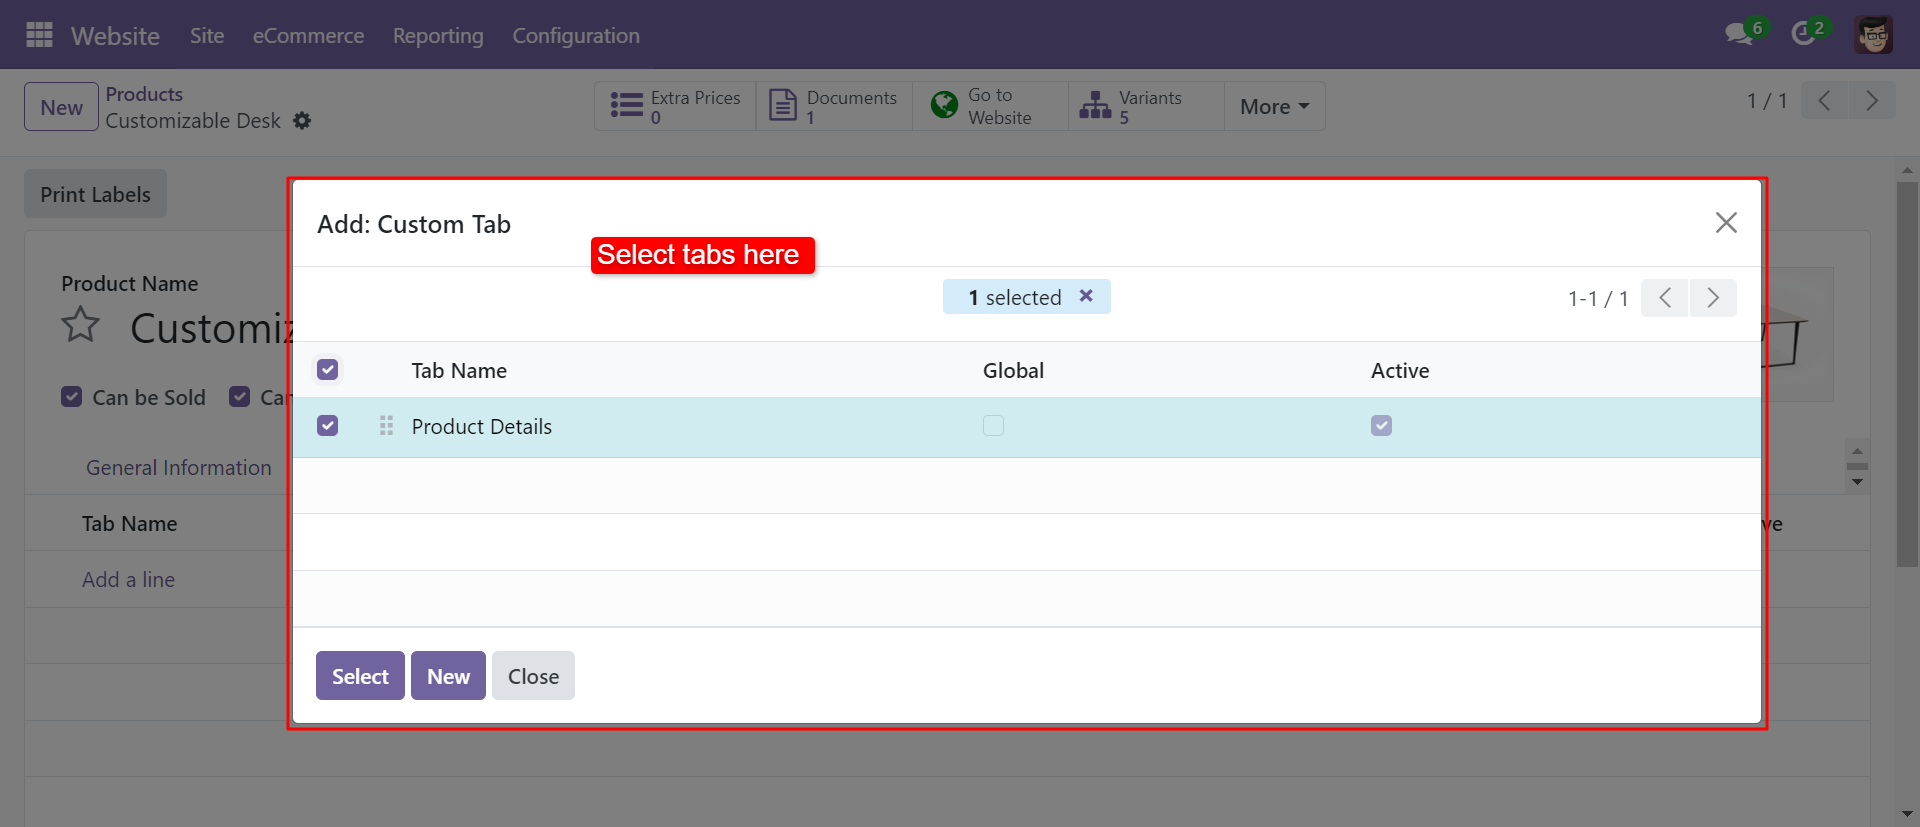 Website Site eCommerce Reporting Configuration 6 2
New Products Extra Prices 0 Documents 1 Go to Website Variants 5 More 1 / 1
Customizable Desk
Print Labels
Add: Custom Tab
Select tabs here
Product Name
1 selected 1-1 / 1
Customiz
Tab Name Global Active
Can be Sold Can
Product Details
General Information
Tab Name ve
Add a line
Select New Close